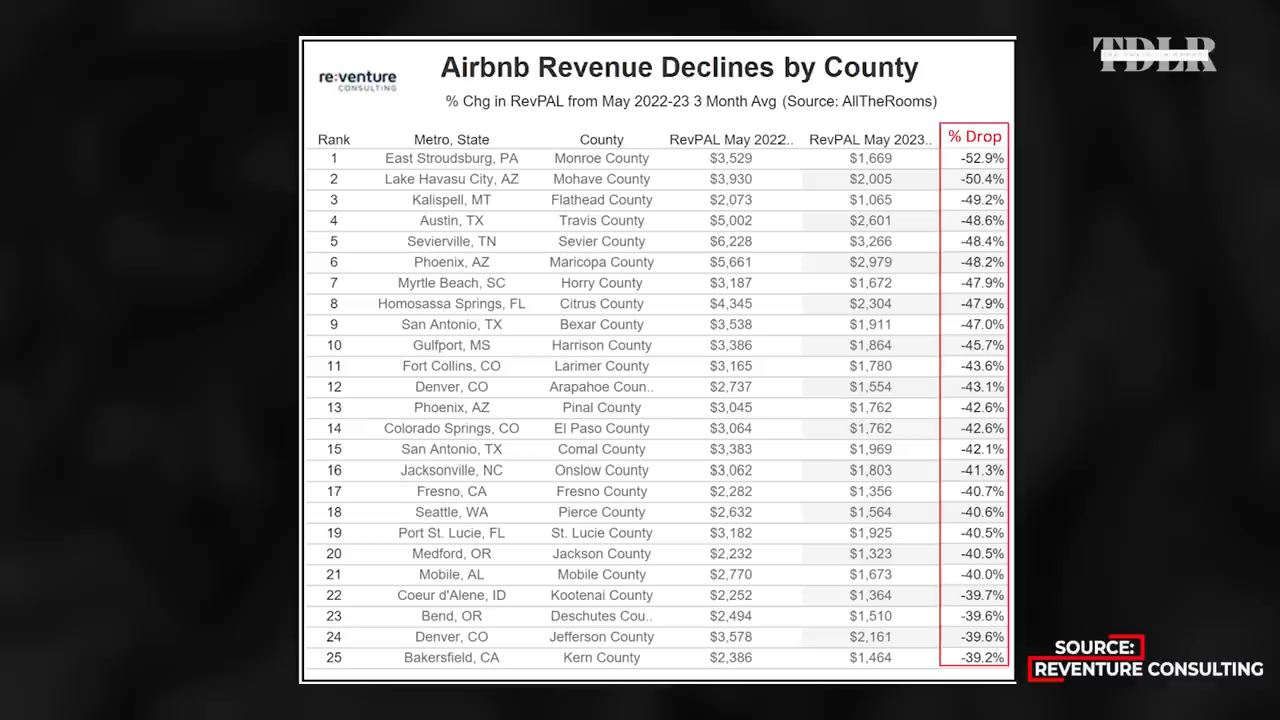 TDLR
re:venture
CONSULTING
Airbnb Revenue Declines by County
% Chg in RevPAL from May 2022-23 3 Month Avg (Source: AllTheRooms)
Rank Metro, State County RevPAL May 2022.. RevPAL May 2023.. % Drop
1 East Stroudsburg, PA Monroe County $3,529 $1,669 -52.9%
2 Lake Havasu City, AZ Mohave County $3,930 $2,005 -50.4%
3 Kalispell, MT Flathead County $2,073 $1,065 -49.2%
4 Austin, TX Travis County $5,002 $2,601 -48.6%
5 Sevierville, TN Sevier County $6,228 $3,266 -48.4%
6 Phoenix, AZ Maricopa County $5,661 $2,979 -48.2%
7 Myrtle Beach, SC Horry County $3,187 $1,672 -47.9%
8 Homosassa Springs, FL Citrus County $4,345 $2,304 -47.9%
9 San Antonio, TX Bexar County $3,538 $1,911 -47.0%
10 Gulfport, MS Harrison County $3,386 $1,864 -45.7%
11 Fort Collins, CO Larimer County $3,165 $1,780 -43.6%
12 Denver, CO Arapahoe Coun.. $2,737 $1,554 -43.1%
13 Phoenix, AZ Pinal County $3,045 $1,762 -42.6%
14 Colorado Springs, CO El Paso County $3,064 $1,762 -42.6%
15 San Antonio, TX Comal County $3,383 $1,969 -42.1%
16 Jacksonville, NC Onslow County $3,062 $1,803 -41.3%
17 Fresno, CA Fresno County $2,282 $1,356 -40.7%
18 Seattle, WA Pierce County $2,632 $1,564 -40.6%
19 Port St. Lucie, FL St. Lucie County $3,182 $1,925 -40.5%
20 Medford, OR Jackson County $2,232 $1,323 -40.5%
21 Mobile, AL Mobile County $2,770 $1,673 -40.0%
22 Coeur d'Alene, ID Kootenai County $2,252 $1,364 -39.7%
23 Bend, OR Deschutes Cou.. $2,494 $1,510 -39.6%
24 Denver, CO Jefferson County $3,578 $2,161 -39.6%
25 Bakersfield, CA Kern County $2,386 $1,464 -39.2%
SOURCE:
REVENTURE CONSULTING